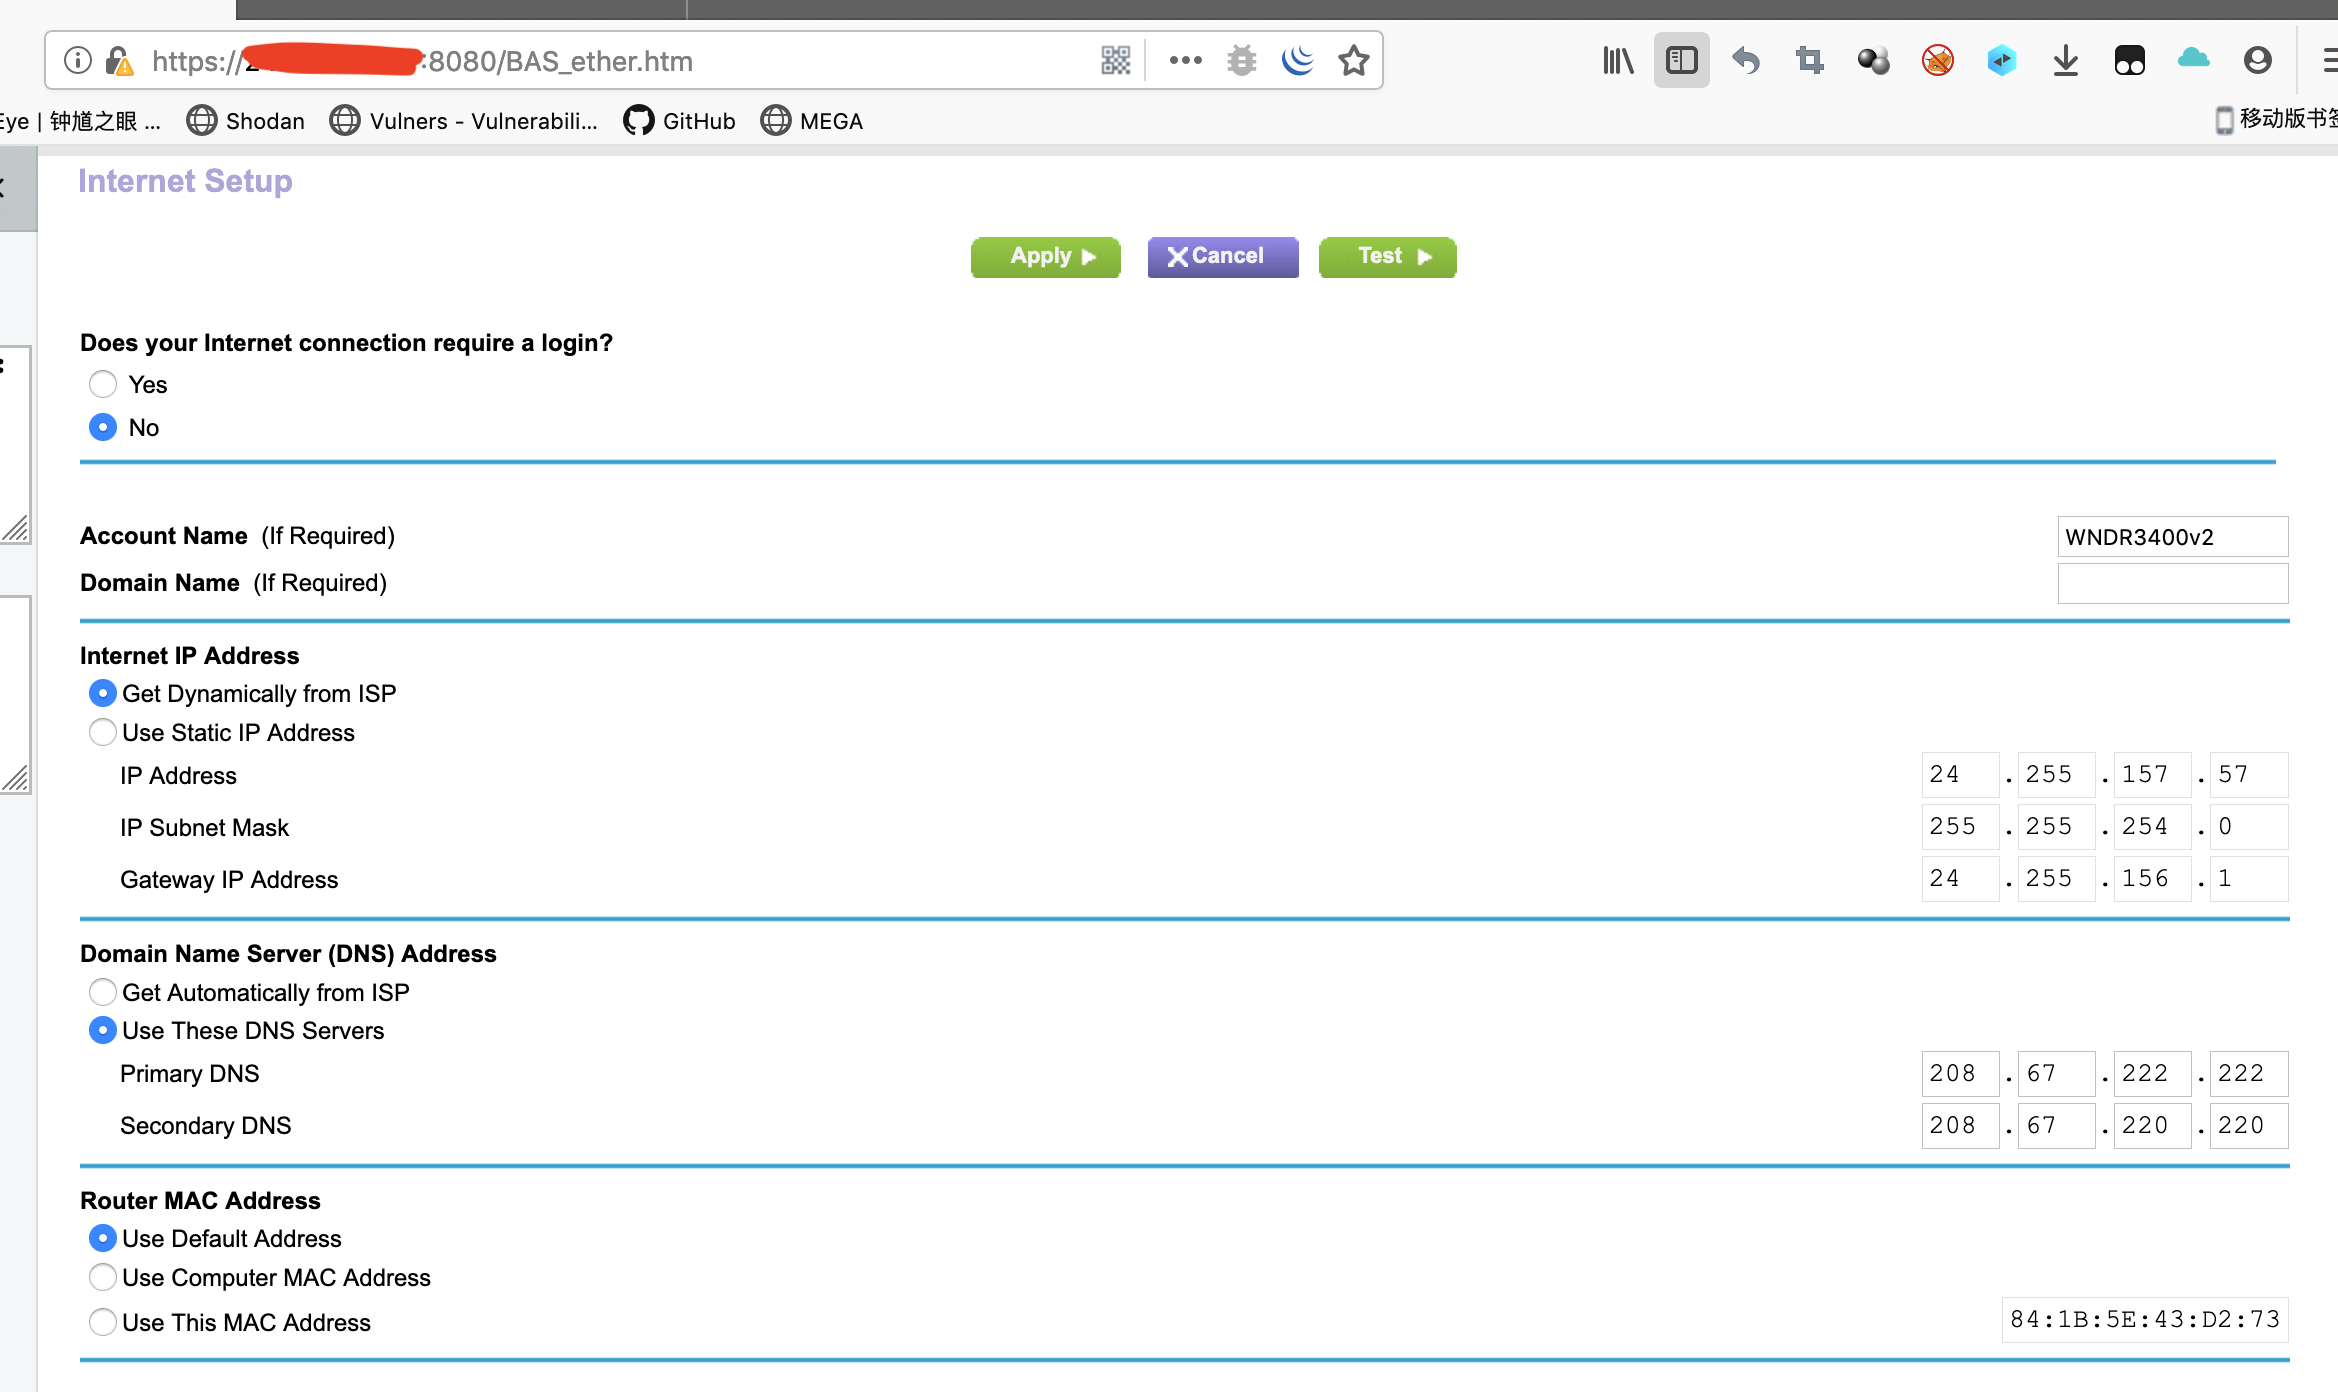 https://
:8080/BAS_ether.htm
Eye | 钟馗之眼 ...
Shodan
Vulners - Vulnerabili...
GitHub
MEGA
移动版书签
Internet Setup
Apply
Cancel
Test
Does your Internet connection require a login?
Yes
No
Account Name (If Required)
WNDR3400v2
Domain Name (If Required)
Internet IP Address
Get Dynamically from ISP
Use Static IP Address
IP Address 24 . 255 . 157 . 57
IP Subnet Mask 255 . 255 . 254 . 0
Gateway IP Address 24 . 255 . 156 . 1
Domain Name Server (DNS) Address
Get Automatically from ISP
Use These DNS Servers
Primary DNS 208 . 67 . 222 . 222
Secondary DNS 208 . 67 . 220 . 220
Router MAC Address
Use Default Address
Use Computer MAC Address
Use This MAC Address 84:1B:5E:43:D2:73